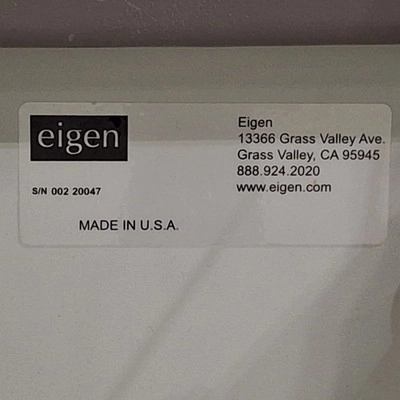 eigen
S/N 002 20047
MADE IN U.S.A.
Eigen
13366 Grass Valley Ave.
Grass Valley, CA 95945
888.924.2020
www.eigen.com